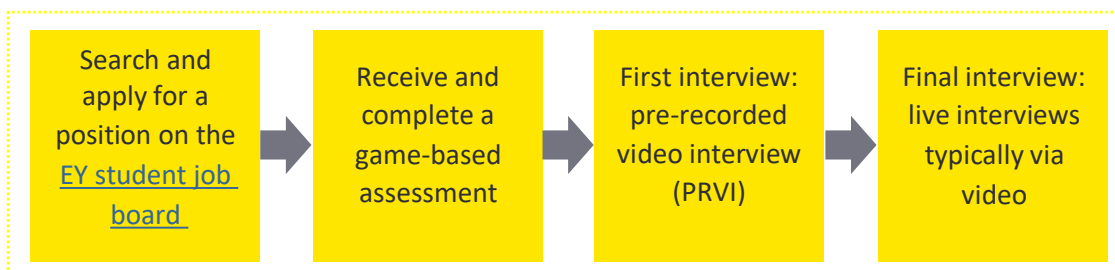 Search and
apply for a
position on the
EY student job
board
Receive and
complete a
game-based
assessment
First interview:
pre-recorded
video interview
(PRVI)
Final interview:
live interviews
typically via
video